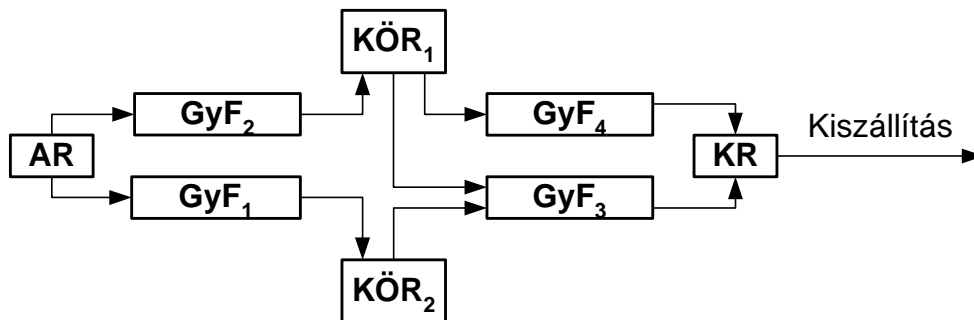 KÖR₁
GyF₂
GyF₄
AR
KR
Kiszállítás
GyF₁
GyF₃
KÖR₂